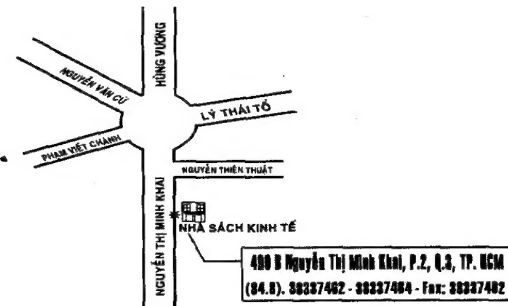 HÙNG VƯƠNG
NGUYỄN VĂN CỪ
LÝ THÁI TỔ
PHẠM VIẾT CHÁNH
NGUYỄN THIỆN THUẬT
NGUYỄN THỊ MINH KHAI
NHÀ SÁCH KINH TẾ
490 B Nguyễn Thị Minh Khai, P.2, Q.3, TP. HCM
(84.8). 38337462 - 38337464 - Fax: 38337462